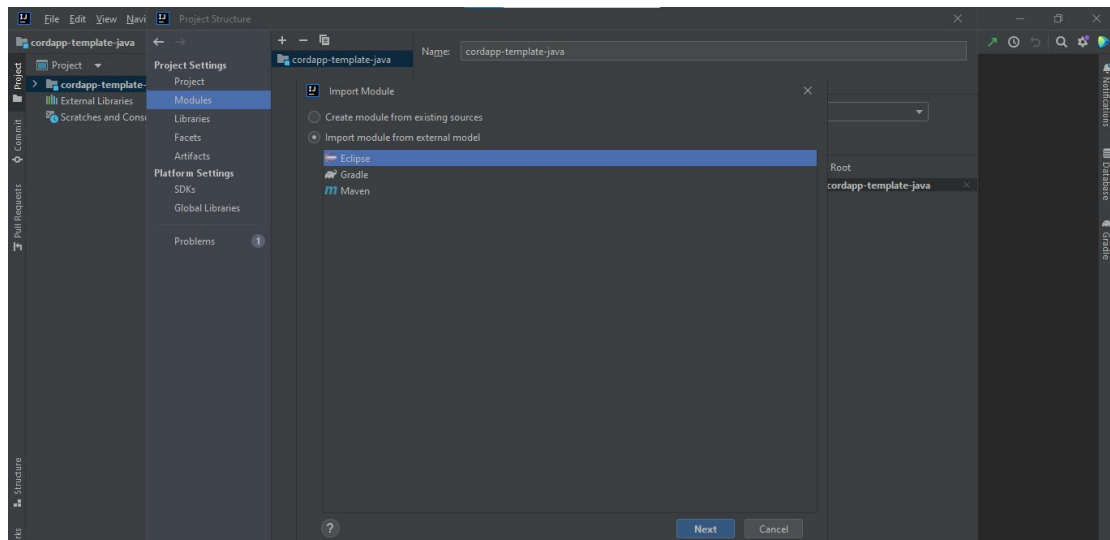 File Edit View Navi Project Structure
cordapp-template-java
Project
cordapp-template-
External Libraries
Scratches and Conso
Project Settings
Project
Modules
Libraries
Facets
Artifacts
Platform Settings
SDKs
Global Libraries
Problems 1
cordapp-template-java
Name: cordapp-template-java
Import Module
Create module from existing sources
Import module from external model
Eclipse
Gradle
Maven
? Next Cancel
Root
cordapp-template-java
Project
Commit
Pull Requests
Structure
rks
Notifications
Database
Gradle